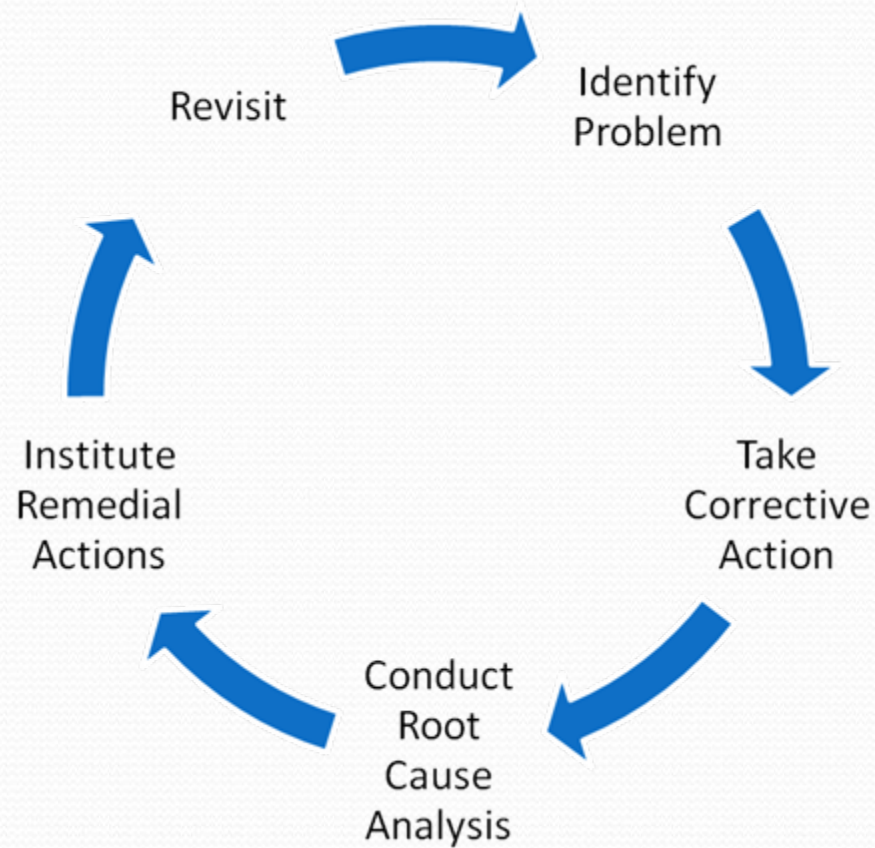 Revisit
Identify
Problem
Take
Corrective
Action
Conduct
Root
Cause
Analysis
Institute
Remedial
Actions